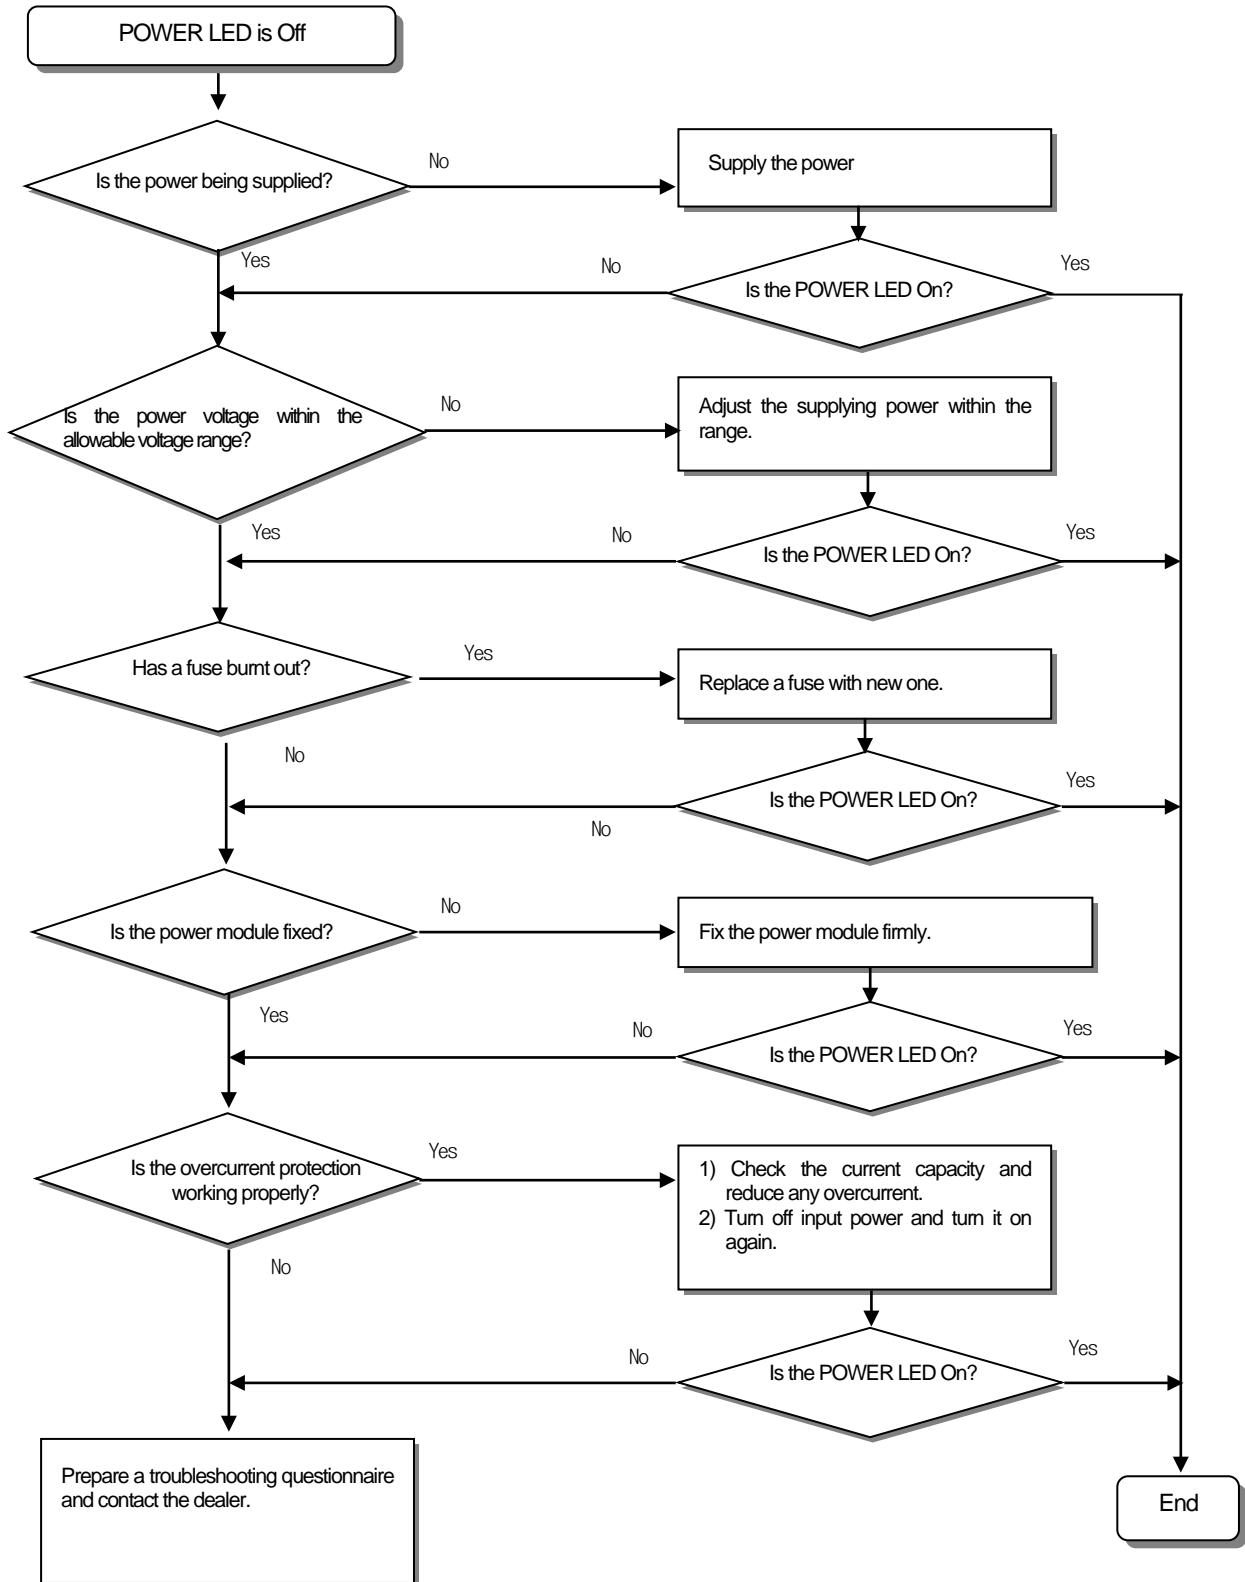 POWER LED is Off
Is the power being supplied?
No
Supply the power
Yes
No
Is the POWER LED On?
Yes
Is the power voltage within the
allowable voltage range?
No
Adjust the supplying power within the
range.
Yes
No
Is the POWER LED On?
Yes
Has a fuse burnt out?
Yes
Replace a fuse with new one.
No
No
Is the POWER LED On?
Yes
Is the power module fixed?
No
Fix the power module firmly.
Yes
No
Is the POWER LED On?
Yes
Is the overcurrent protection
working properly?
Yes
1) Check the current capacity and
reduce any overcurrent.
2) Turn off input power and turn it on
again.
No
No
Is the POWER LED On?
Yes
Prepare a troubleshooting questionnaire
and contact the dealer.
End